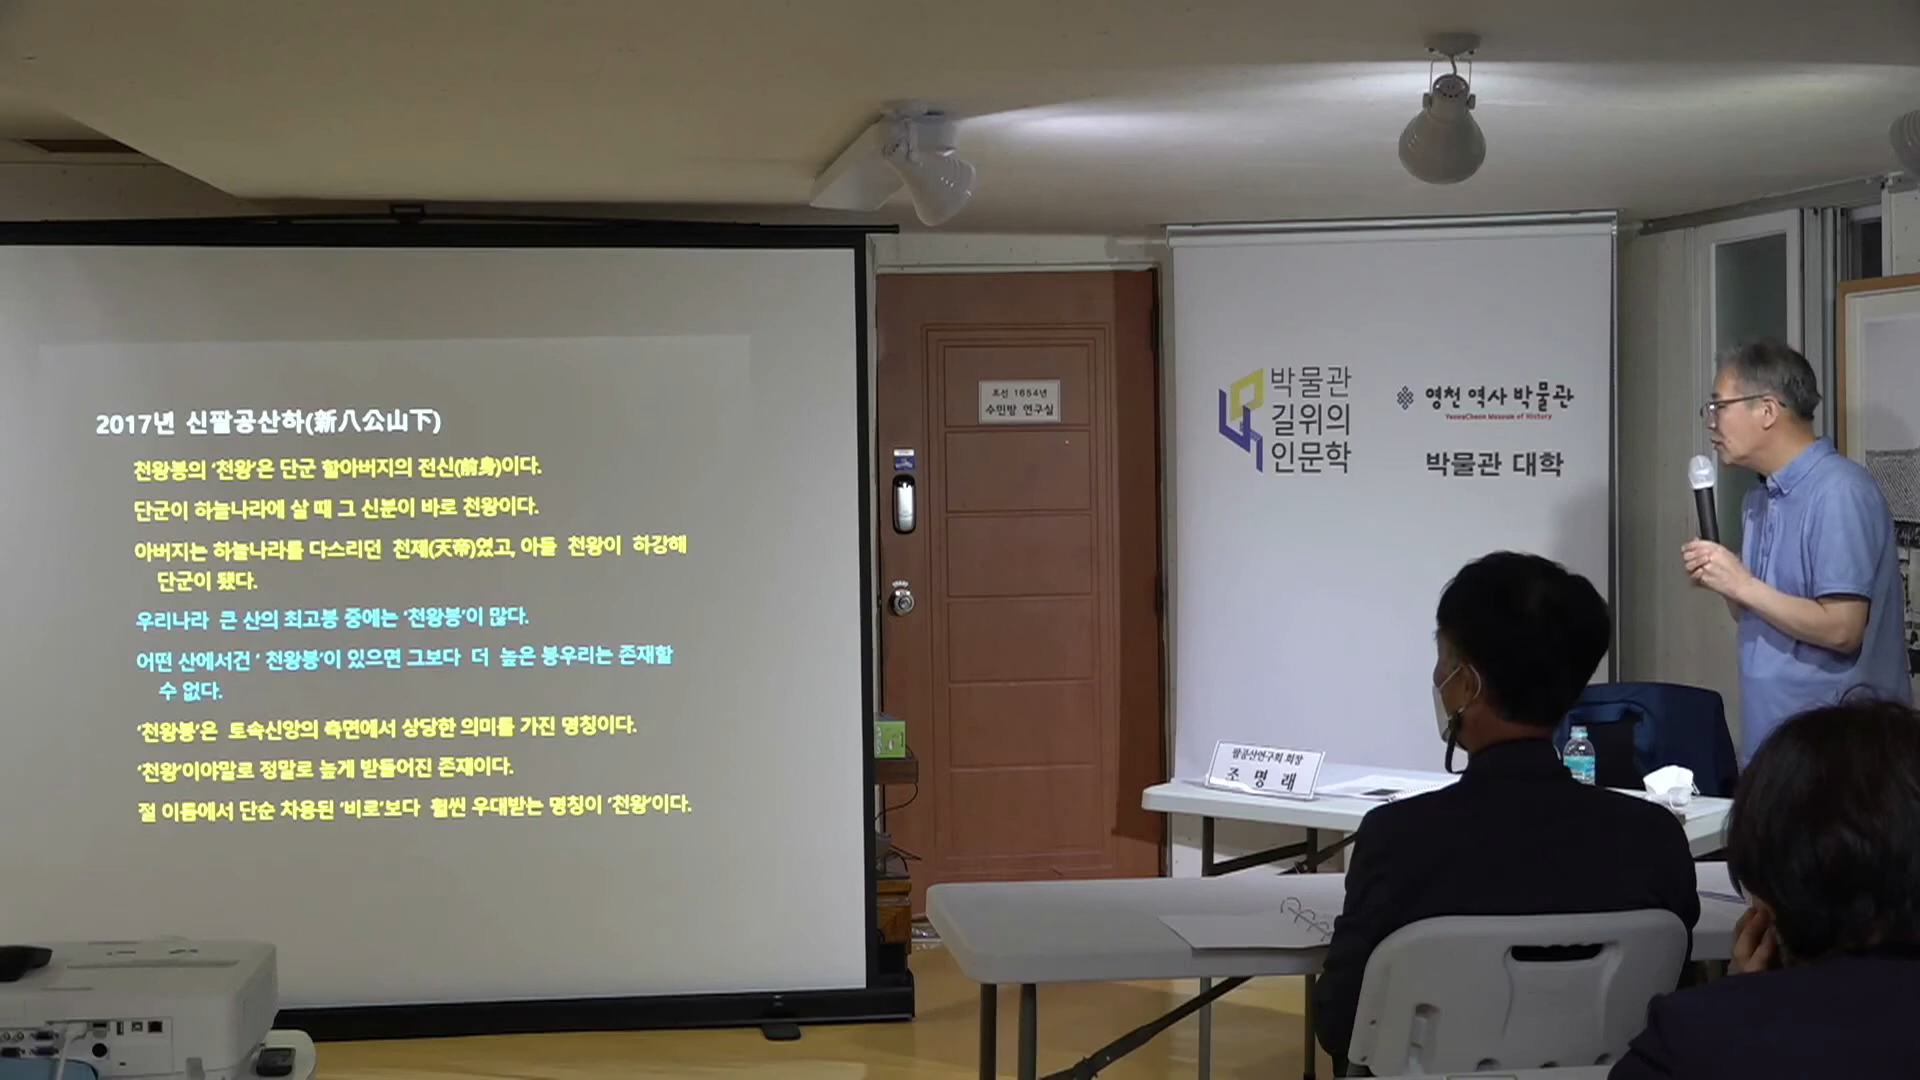 2017년 신팔공산하(新八公山下)
천왕봉의 ‘천왕’은 단군 할아버지의 전신(前身)이다.
단군이 하늘나라에 살 때 그 신분이 바로 천왕이다.
아버지는 하늘나라를 다스리던 천제(天帝)였고, 아들 천왕이 하강해
단군이 됐다.
우리나라 큰 산의 최고봉 중에는 ‘천왕봉’이 많다.
어떤 산에서건 ‘ 천왕봉’이 있으면 그보다 더 높은 봉우리는 존재할
수 없다.
‘천왕봉’은 토속신앙의 측면에서 상당한 의미를 가진 명칭이다.
‘천왕’이야말로 정말로 높게 받들어진 존재이다.
절 이름에서 단순 차용된 ‘비로’보다 훨씬 우대받는 명칭이 ‘천왕’이다.
조선 1654년
수민방 연구실
박물관
길위의
인문학
영천 역사 박물관
YeongCheon Museum of History
박물관 대학
팔공산연구회 회장
조 명 래